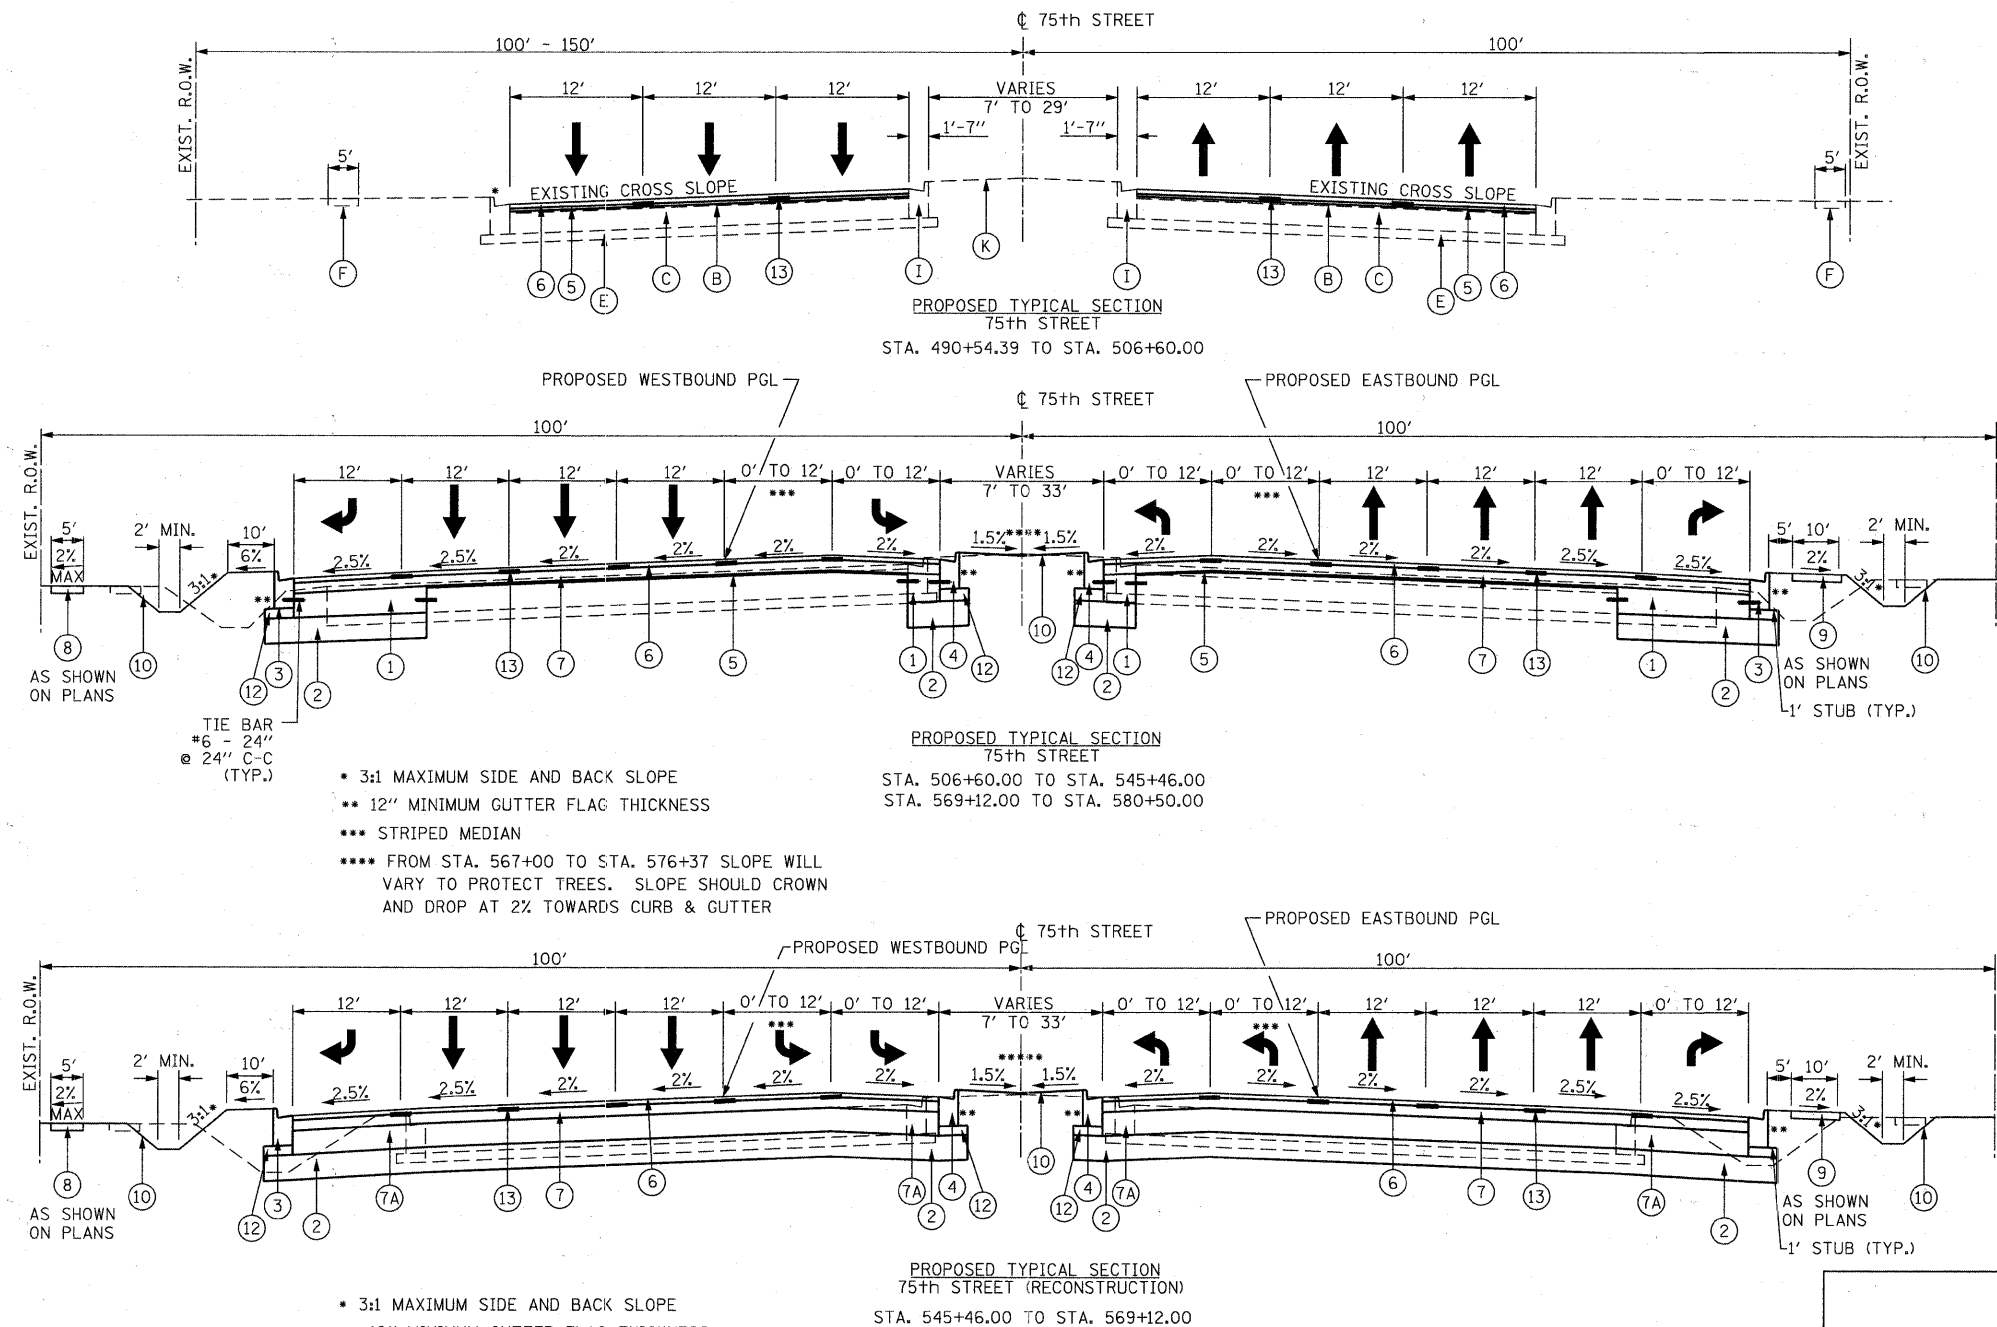 ℄ 75th STREET
100' - 150'
100'
EXIST. R.O.W.
EXIST. R.O.W.
12'
12'
12'
VARIES
7' TO 29'
12'
12'
12'
1'-7"
1'-7"
5'
5'
*
EXISTING CROSS SLOPE
EXISTING CROSS SLOPE
F
6
5
E
C
B
13
I
K
I
13
B
C
E
5
6
F
PROPOSED TYPICAL SECTION
75th STREET
STA. 490+54.39 TO STA. 506+60.00
PROPOSED WESTBOUND PGL
PROPOSED EASTBOUND PGL
℄ 75th STREET
100'
100'
EXIST. R.O.W.
12'
12'
12'
12'
0' TO 12'
0' TO 12'
VARIES
7' TO 33'
0' TO 12'
0' TO 12'
12'
12'
12'
0' TO 12'
***
***
5'
2' MIN.
10'
5'
10'
2' MIN.
2%
MAX
6%
3:1*
2.5%
2.5%
2%
2%
2%
2%
1.5%
****
1.5%
2%
2%
2%
2%
2.5%
2.5%
2%
3:1*
**
**
**
**
8
AS SHOWN
ON PLANS
10
12
3
2
1
13
7
6
5
1
2
4
12
10
12
4
2
1
5
6
7
13
1
2
3
9
AS SHOWN
ON PLANS
10
1' STUB (TYP.)
TIE BAR
#6 - 24"
@ 24" C-C
(TYP.)
PROPOSED TYPICAL SECTION
75th STREET
STA. 506+60.00 TO STA. 545+46.00
STA. 569+12.00 TO STA. 580+50.00
* 3:1 MAXIMUM SIDE AND BACK SLOPE
** 12" MINIMUM GUTTER FLAG THICKNESS
*** STRIPED MEDIAN
**** FROM STA. 567+00 TO STA. 576+37 SLOPE WILL
VARY TO PROTECT TREES. SLOPE SHOULD CROWN
AND DROP AT 2% TOWARDS CURB & GUTTER
PROPOSED WESTBOUND PGL
PROPOSED EASTBOUND PGL
℄ 75th STREET
100'
100'
EXIST. R.O.W.
12'
12'
12'
12'
0' TO 12'
0' TO 12'
VARIES
7' TO 33'
0' TO 12'
0' TO 12'
12'
12'
12'
0' TO 12'
***
***
5'
2' MIN.
10'
5'
10'
2' MIN.
2%
MAX
6%
3:1*
2.5%
2.5%
2%
2%
2%
2%
1.5%
*****
1.5%
2%
2%
2%
2%
2.5%
2.5%
2%
3:1*
**
**
**
8
AS SHOWN
ON PLANS
10
12
3
2
7A
13
7
6
7A
2
4
12
10
12
4
2
7A
6
7
13
7A
2
9
AS SHOWN
ON PLANS
10
1' STUB (TYP.)
PROPOSED TYPICAL SECTION
75th STREET (RECONSTRUCTION)
STA. 545+46.00 TO STA. 569+12.00
* 3:1 MAXIMUM SIDE AND BACK SLOPE